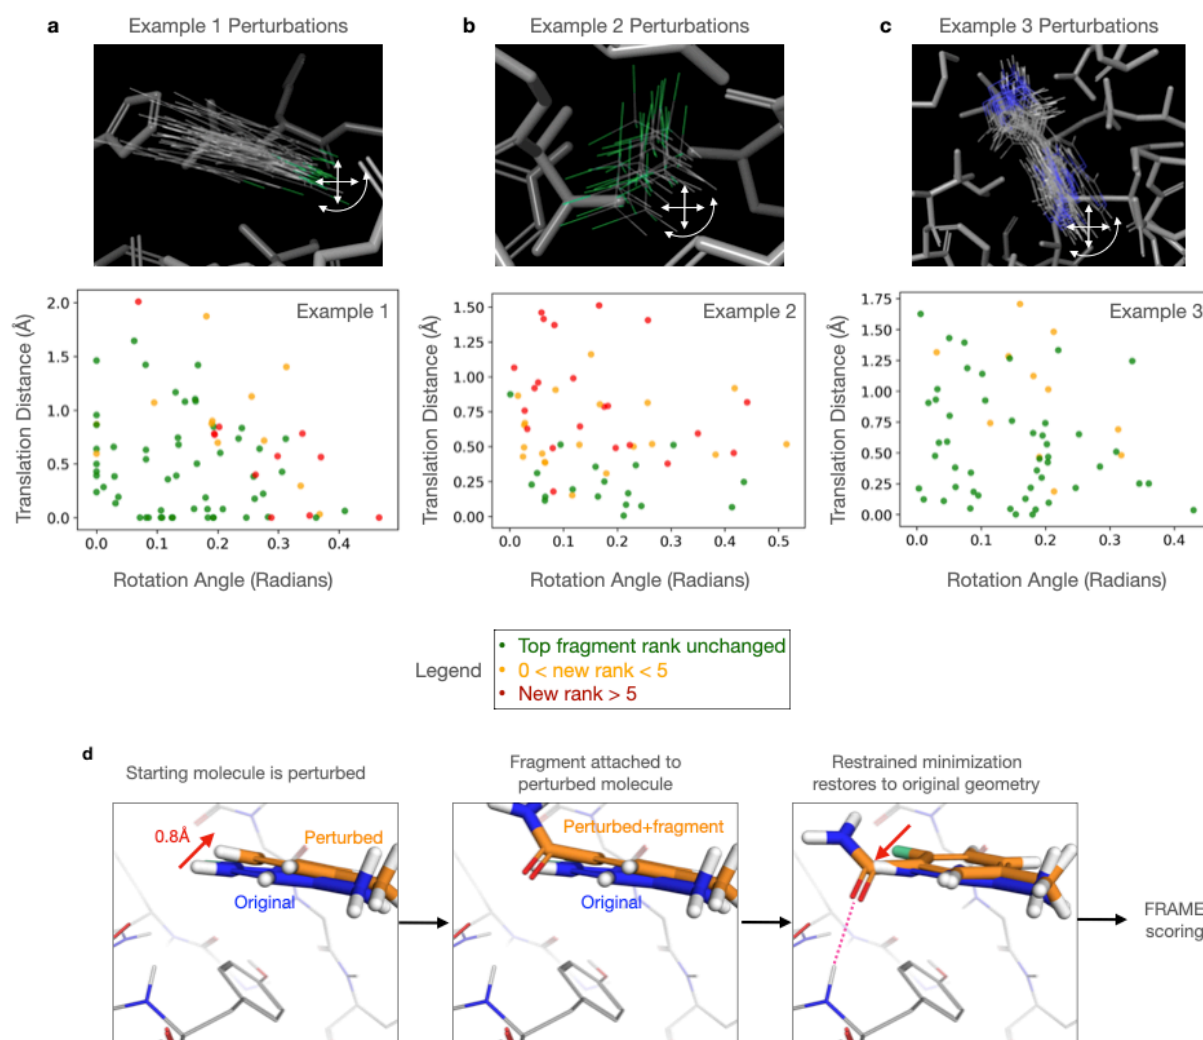 a
Example 1 Perturbations
b
Example 2 Perturbations
c
Example 3 Perturbations
Translation Distance (Å)
2.0
1.5
1.0
0.5
0.0
Example 1
0.0 0.1 0.2 0.3 0.4
Rotation Angle (Radians)
Translation Distance (Å)
1.50
1.25
1.00
0.75
0.50
0.25
0.00
Example 2
0.0 0.1 0.2 0.3 0.4 0.5
Rotation Angle (Radians)
Translation Distance (Å)
1.75
1.50
1.25
1.00
0.75
0.50
0.25
0.00
Example 3
0.0 0.1 0.2 0.3 0.4
Rotation Angle (Radians)
Legend
Top fragment rank unchanged
0 < new rank < 5
New rank > 5
d
Starting molecule is perturbed
0.8Å
Perturbed
Original
Fragment attached to
perturbed molecule
Perturbed+fragment
Original
Restrained minimization
restores to original geometry
FRAME
scoring